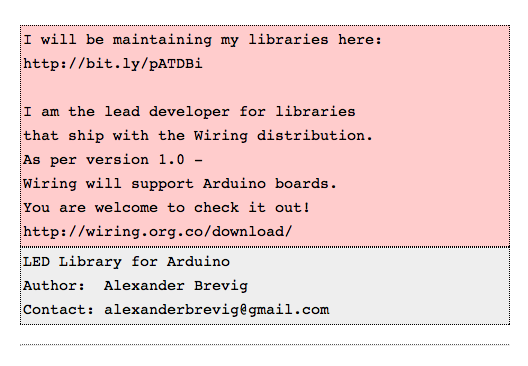 I will be maintaining my libraries here:
http://bit.ly/pATDBi
I am the lead developer for libraries
that ship with the Wiring distribution.
As per version 1.0 -
Wiring will support Arduino boards.
You are welcome to check it out!
http://wiring.org.co/download/
LED Library for Arduino
Author:  Alexander Brevig
Contact: alexanderbrevig@gmail.com